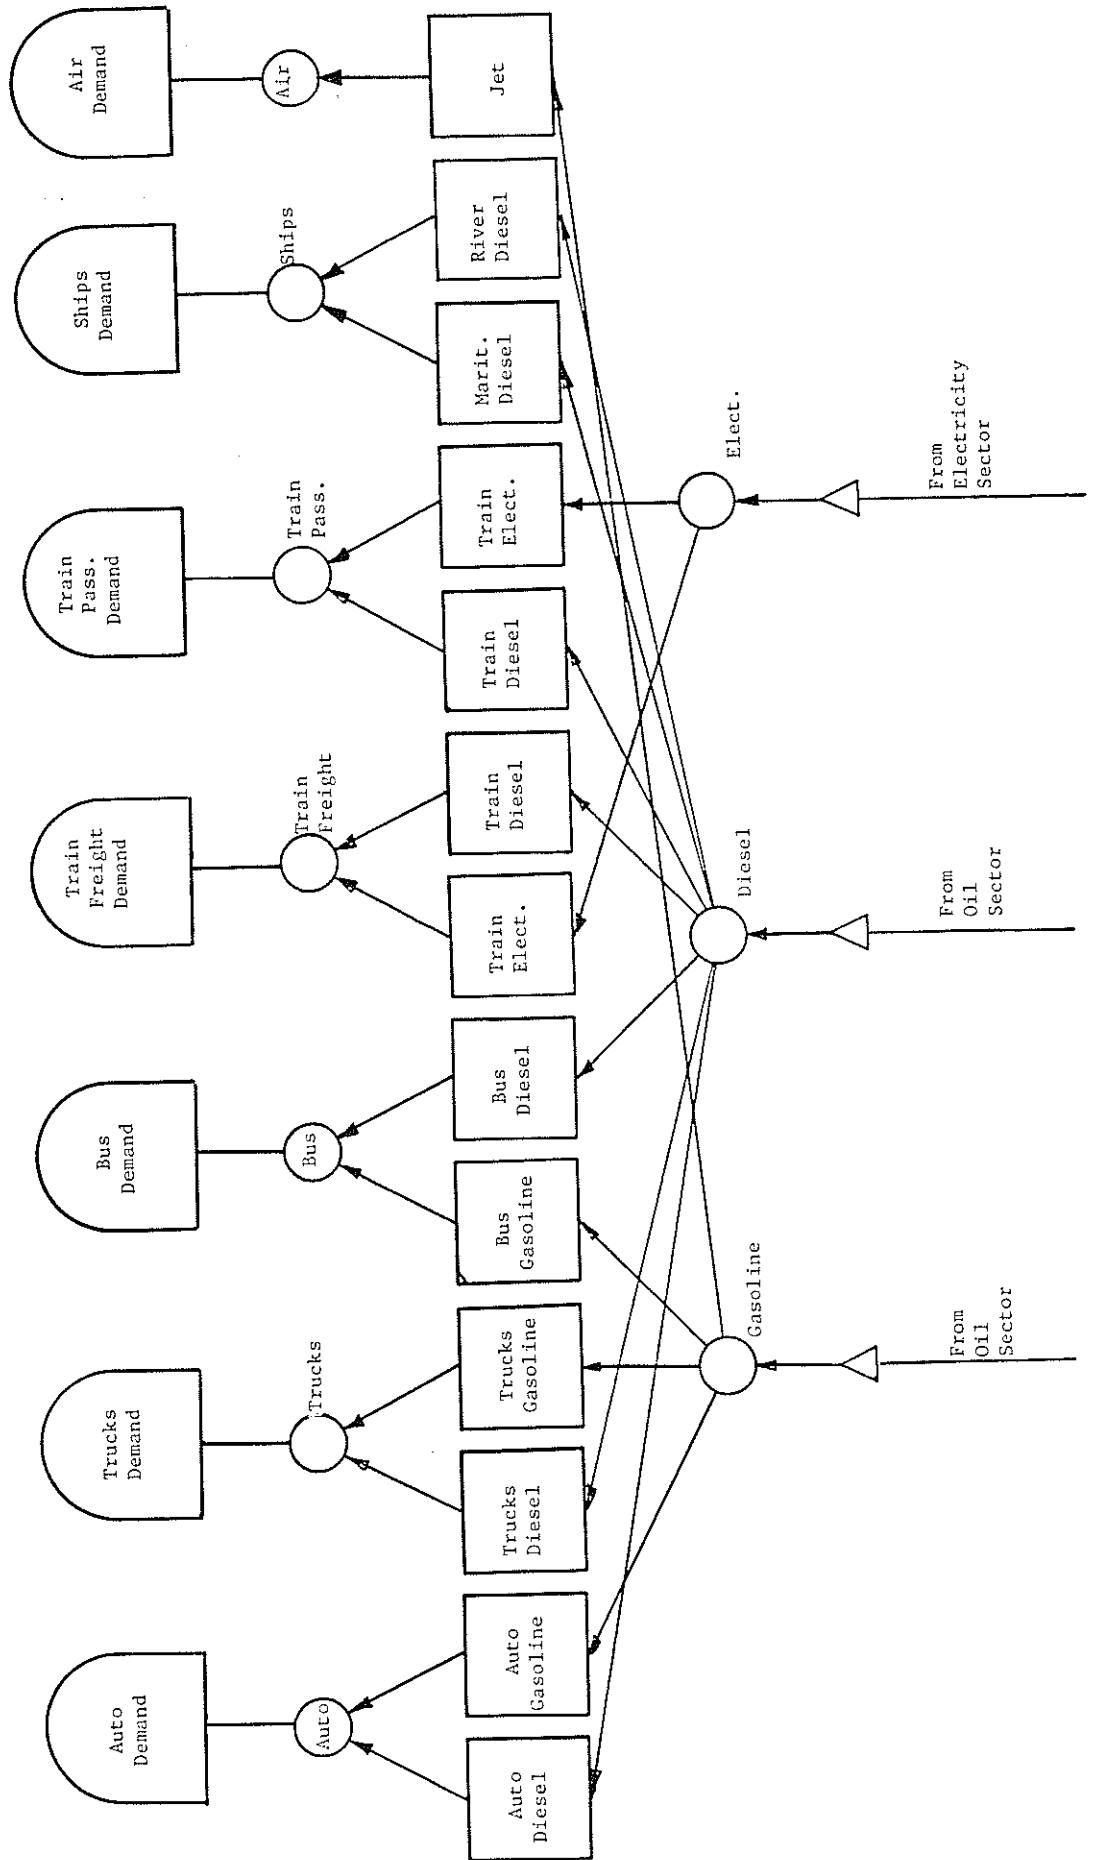 Auto
Demand
Trucks
Demand
Bus
Demand
Train
Freight
Demand
Train
Pass.
Demand
Ships
Demand
Air
Demand
Auto
Trucks
Bus
Train
Freight
Train
Pass.
Ships
Air
Auto
Diesel
Auto
Gasoline
Trucks
Diesel
Trucks
Gasoline
Bus
Gasoline
Bus
Diesel
Train
Elect.
Train
Diesel
Train
Diesel
Train
Elect.
Marit.
Diesel
River
Diesel
Jet
Gasoline
Diesel
Elect.
From
Oil
Sector
From
Oil
Sector
From
Electricity
Sector